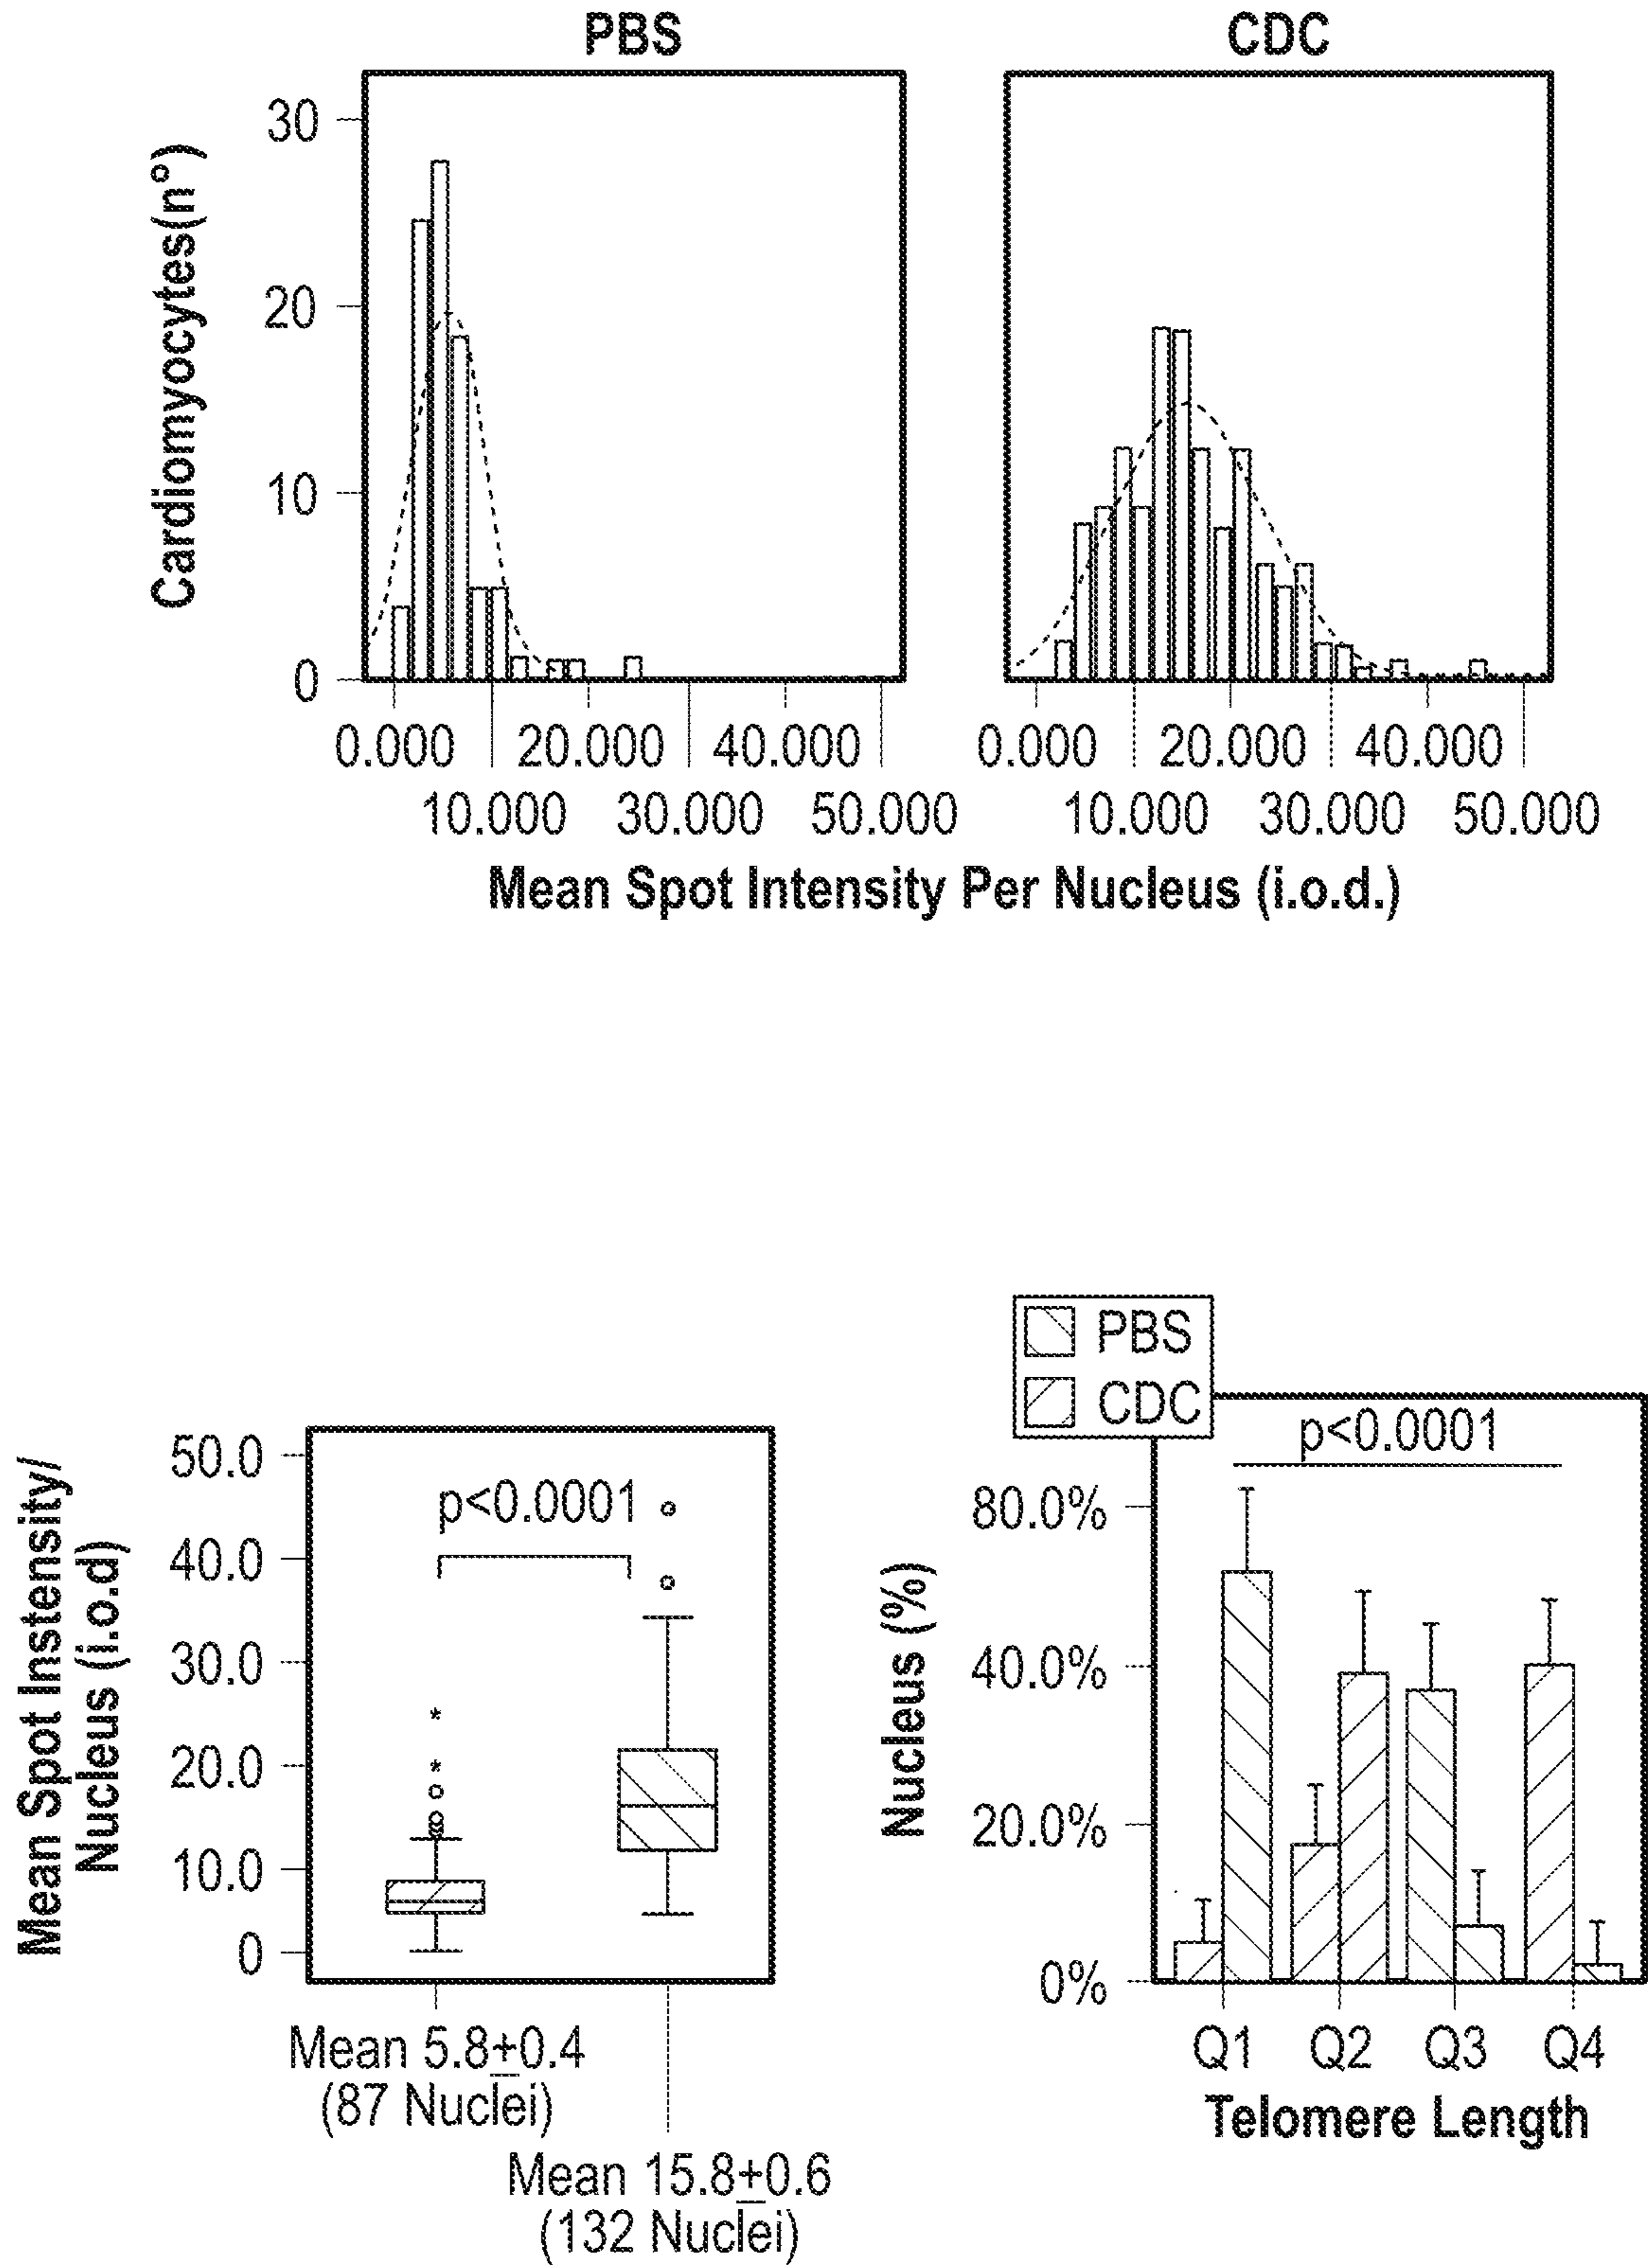 PBS
CDC
Cardiomyocytes(n°)
30
20
10
0
0.000 20.000 40.000
10.000 30.000 50.000
0.000 20.000 40.000
10.000 30.000 50.000
Mean Spot Intensity Per Nucleus (i.o.d.)
Mean Spot Instensity/
Nucleus (i.o.d)
50.0
40.0
30.0
20.0
10.0
0
p<0.0001
Mean 5.8±0.4
(87 Nuclei)
Mean 15.8±0.6
(132 Nuclei)
PBS
CDC
p<0.0001
Nucleus (%)
80.0%
40.0%
20.0%
0%
Q1 Q2 Q3 Q4
Telomere Length